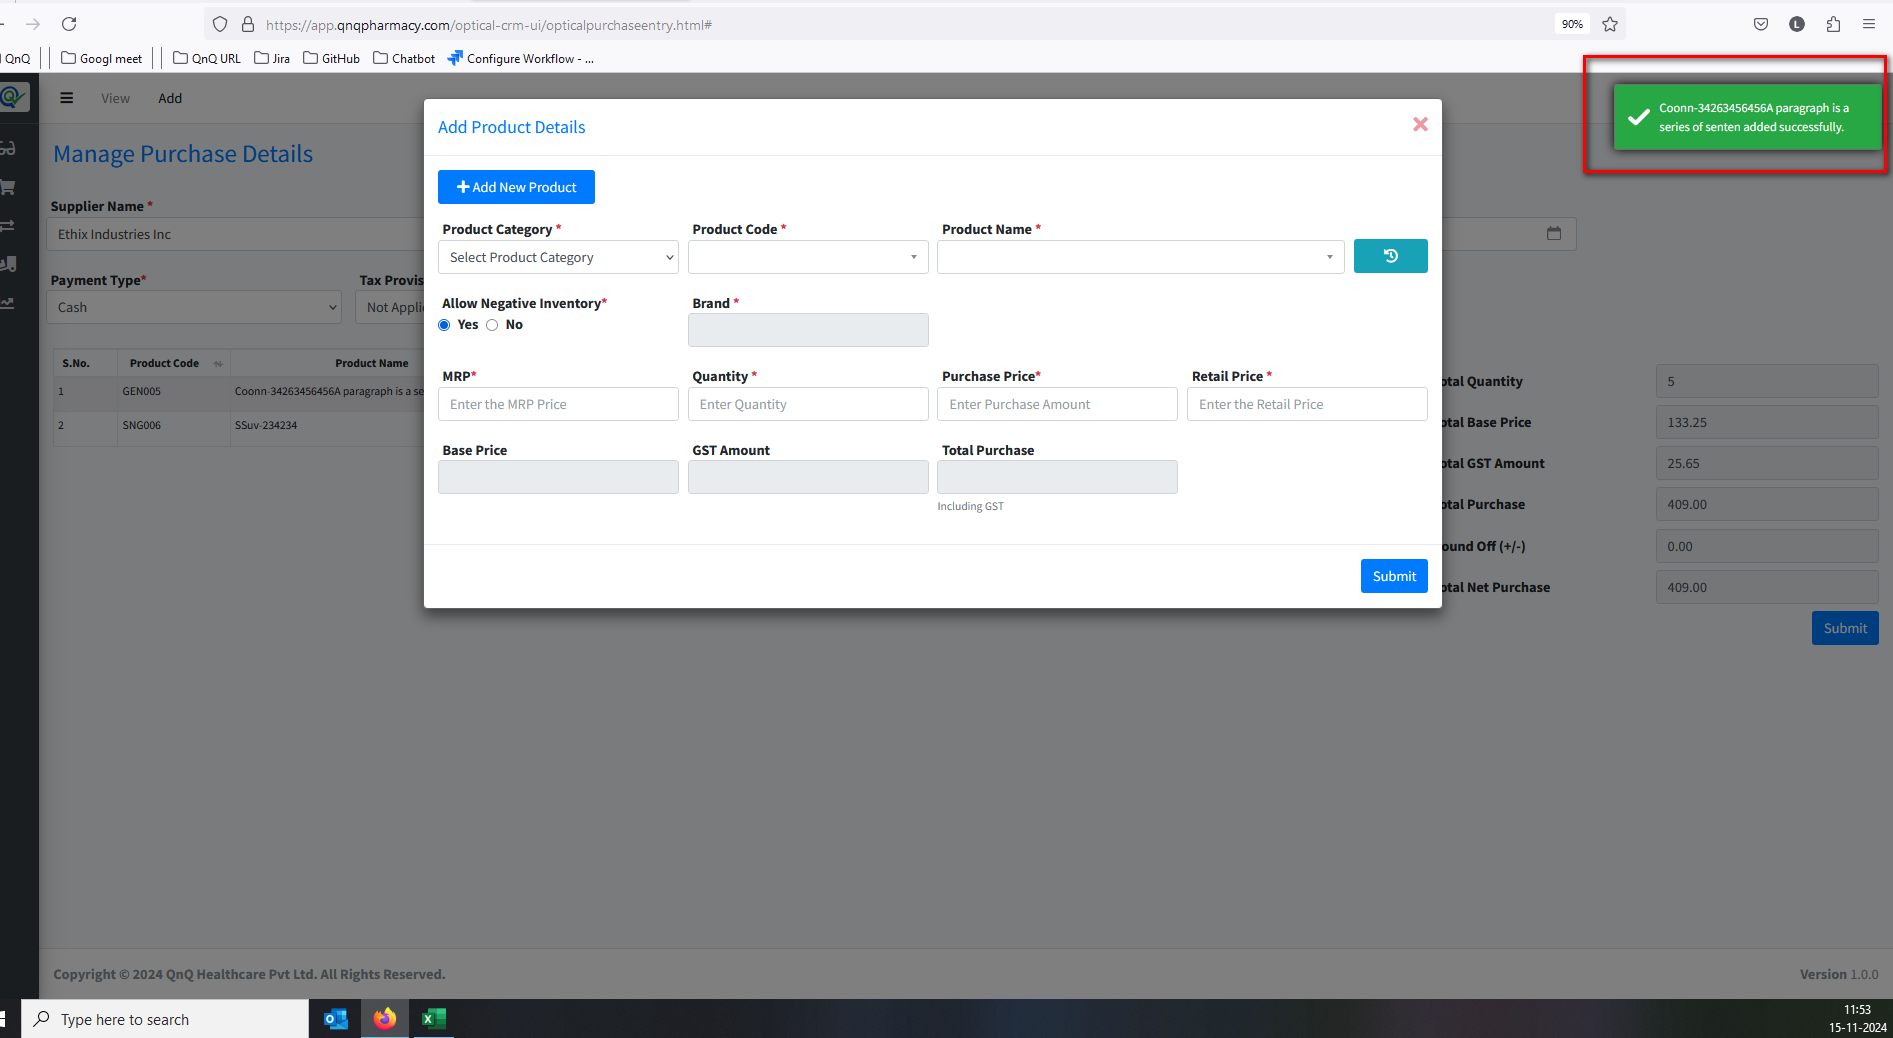 https://app.qnqpharmacy.com/optical-crm-ui/opticalpurchaseentry.html#
90%
L
QnQ
Googl meet
QnQ URL
Jira
GitHub
Chatbot
Configure Workflow - ...
View
Add
Coonn-34263456456A paragraph is a
series of senten added successfully.
Manage Purchase Details
Supplier Name *
Ethix Industries Inc
Payment Type*
Tax Provis
Cash
Not Appli
S.No.
Product Code
Product Name
1
GEN005
Coonn-34263456456A paragraph is a se
2
SNG006
SSuv-234234
Add Product Details
Add New Product
Product Category *
Product Code *
Product Name *
Select Product Category
Allow Negative Inventory*
Brand *
Yes
No
MRP*
Quantity *
Purchase Price*
Retail Price *
Enter the MRP Price
Enter Quantity
Enter Purchase Amount
Enter the Retail Price
Base Price
GST Amount
Total Purchase
Including GST
Submit
otal Quantity
5
otal Base Price
133.25
otal GST Amount
25.65
otal Purchase
409.00
ound Off (+/-)
0.00
otal Net Purchase
409.00
Submit
Copyright © 2024 QnQ Healthcare Pvt Ltd. All Rights Reserved.
Version 1.0.0
Type here to search
11:53
15-11-2024